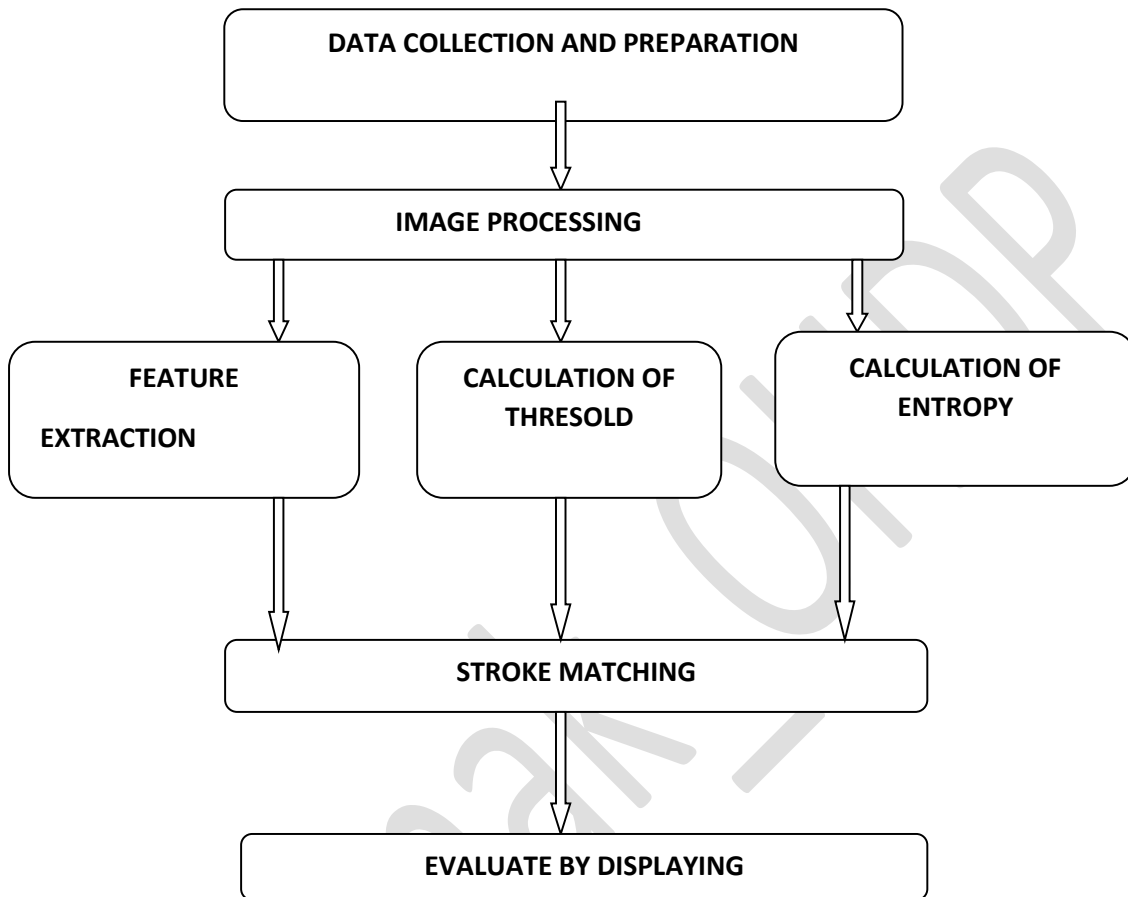 DATA COLLECTION AND PREPARATION
IMAGE PROCESSING
FEATURE
EXTRACTION
CALCULATION OF
THRESOLD
CALCULATION OF
ENTROPY
STROKE MATCHING
EVALUATE BY DISPLAYING